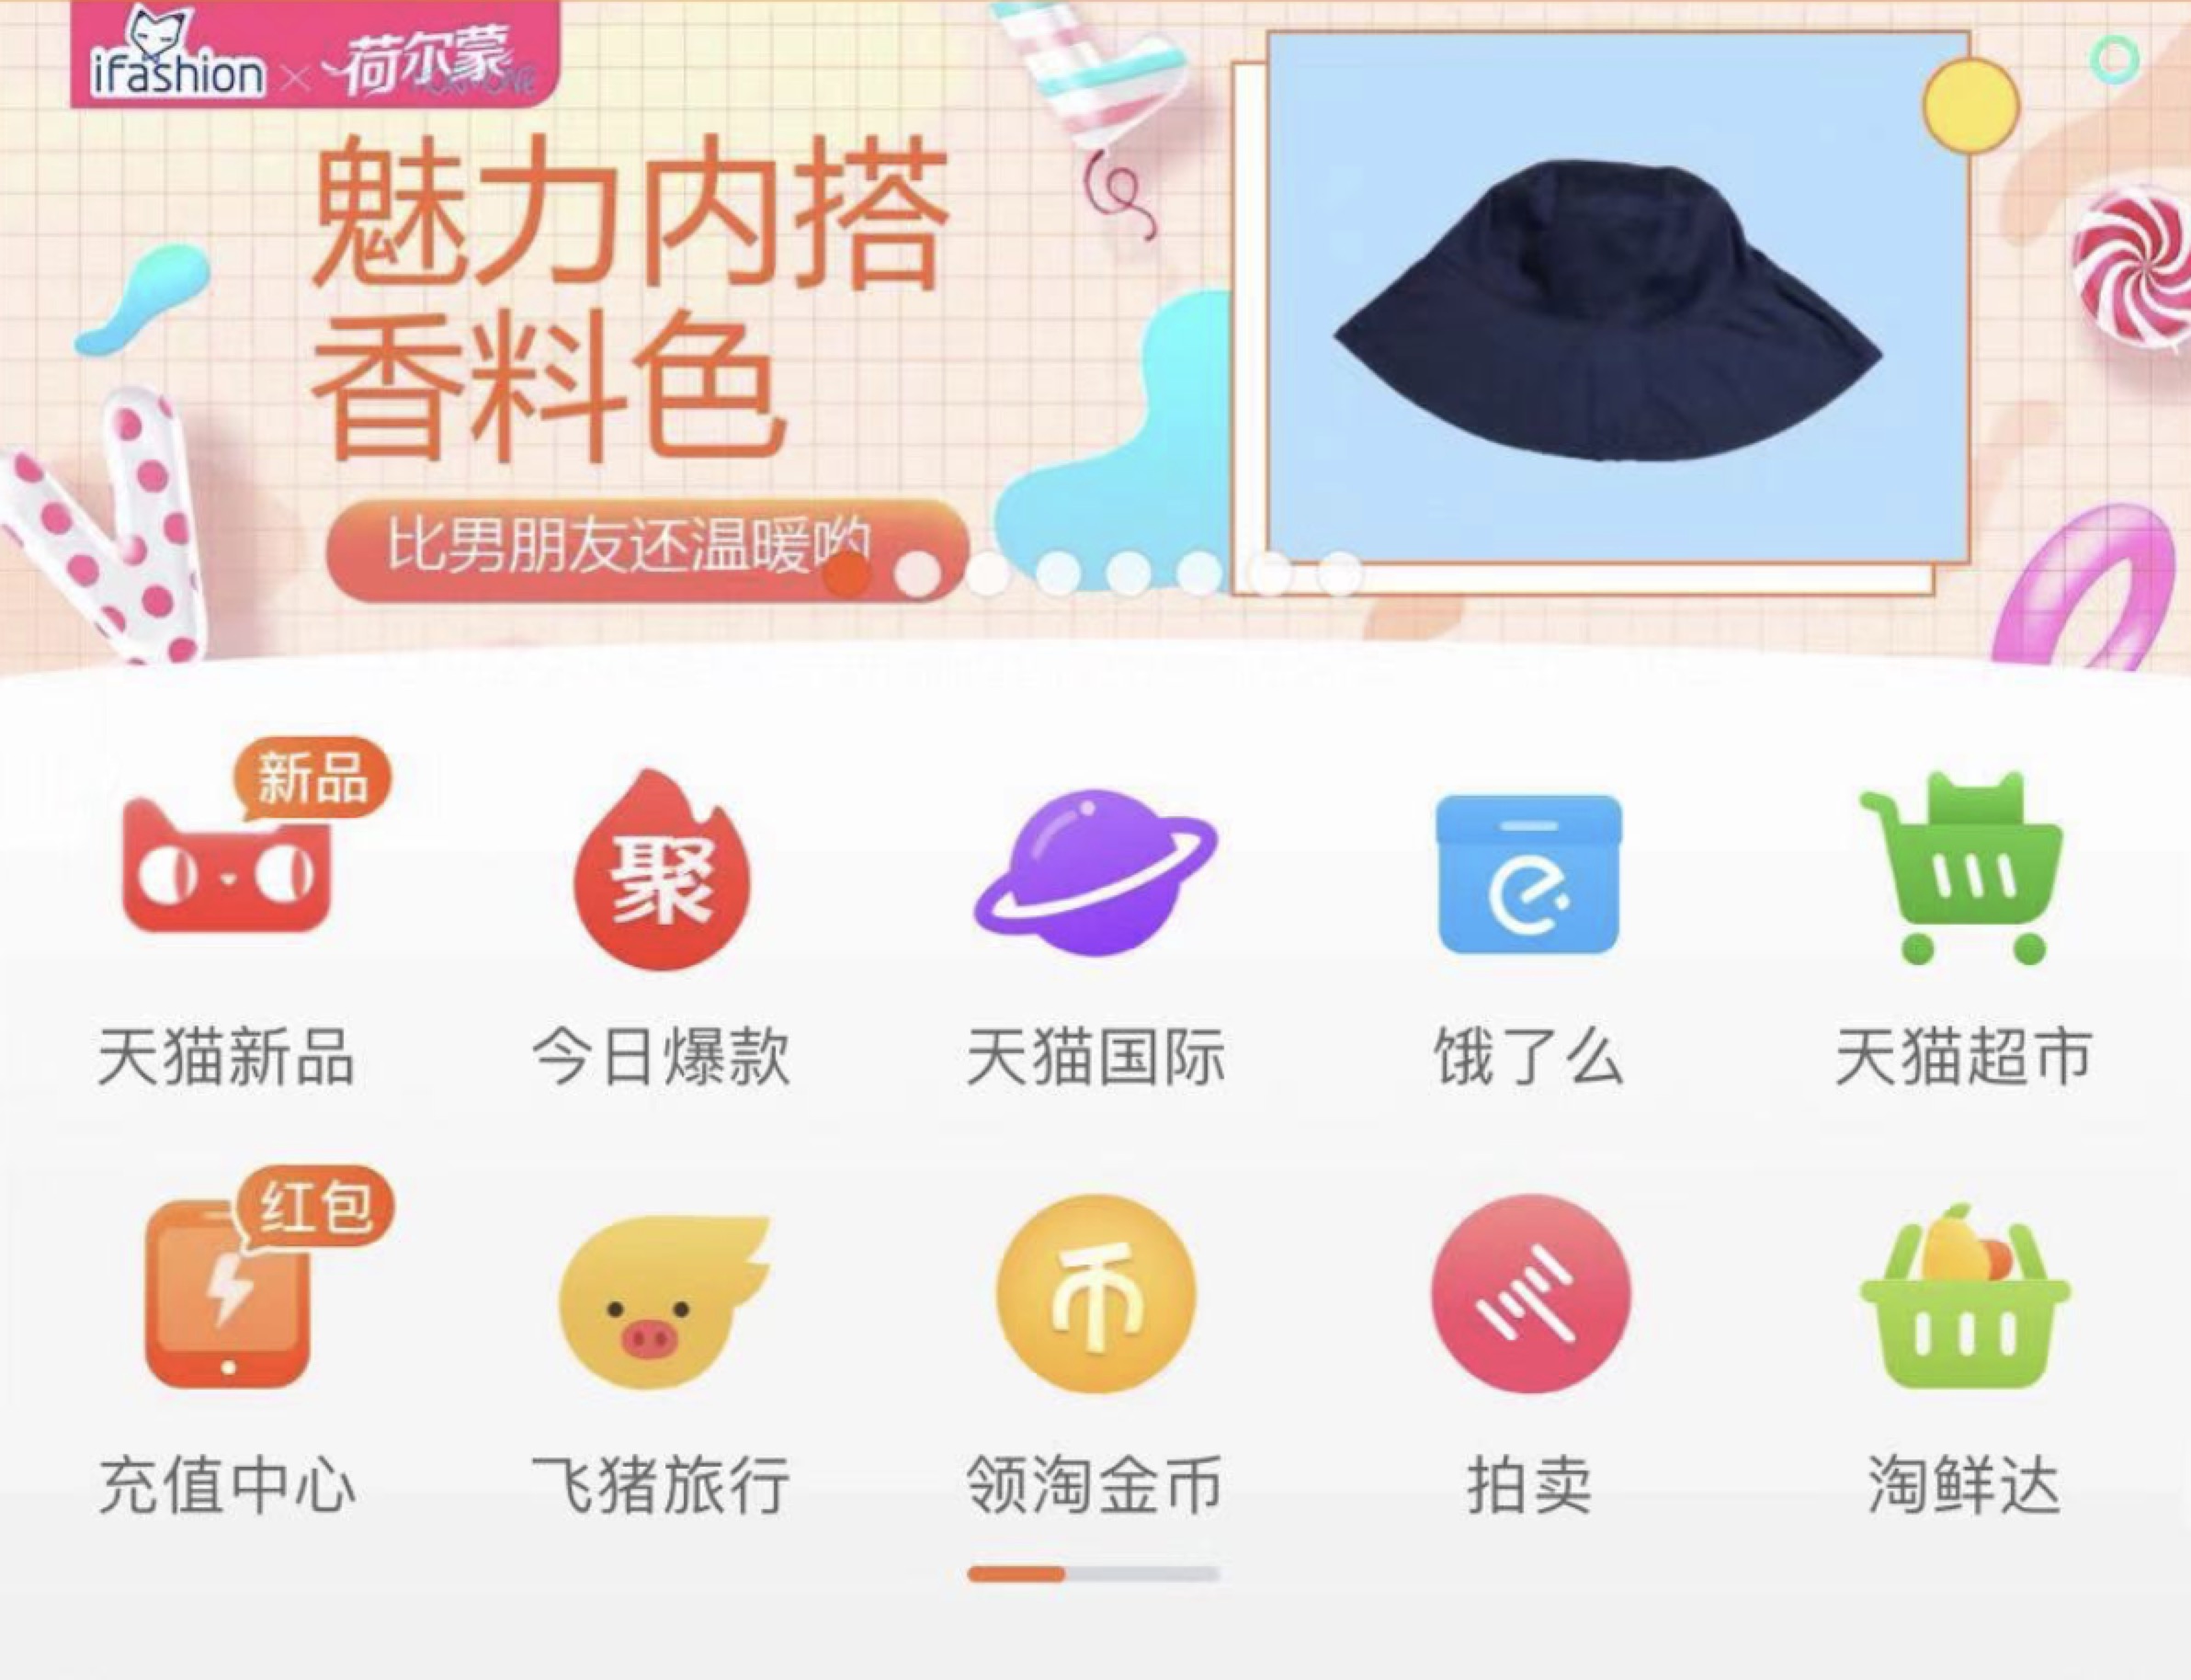 iFashion × 荷尔蒙
魅力内搭
香料色
比男朋友还温暖哟
新品
聚
e
天猫新品 今日爆款 天猫国际 饿了么 天猫超市
红包
币
充值中心 飞猪旅行 领淘金币 拍卖 淘鲜达